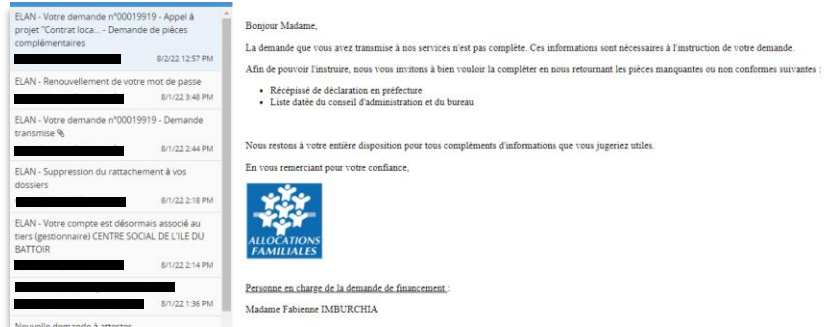 ELAN - Votre demande n°00019919 - Appel à
projet "Contrat loca... - Demande de pièces
complémentaires
8/2/22 12:57 PM
ELAN - Renouvellement de votre mot de passe
8/1/22 3:48 PM
ELAN - Votre demande n°00019919 - Demande
transmise
8/1/22 2:44 PM
ELAN - Suppression du rattachement à vos
dossiers
8/1/22 2:18 PM
ELAN - Votre compte est désormais associé au
tiers (gestionnaire) CENTRE SOCIAL DE L'ILE DU
BATTOIR
8/1/22 2:14 PM
8/1/22 1:36 PM
Nouvelle demande à attester
Bonjour Madame,
La demande que vous avez transmise à nos services n'est pas complète. Ces informations sont nécessaires à l'instruction de votre demande.
Afin de pouvoir l'instruire, nous vous invitons à bien vouloir la compléter en nous retournant les pièces manquantes ou non conformes suivantes :
• Récépissé de déclaration en préfecture
• Liste datée du conseil d'administration et du bureau
Nous restons à votre entière disposition pour tous compléments d'informations que vous jugeriez utiles.
En vous remerciant pour votre confiance,
ALLOCATIONS
FAMILIALES
Personne en charge de la demande de financement :
Madame Fabienne IMBURCHIA